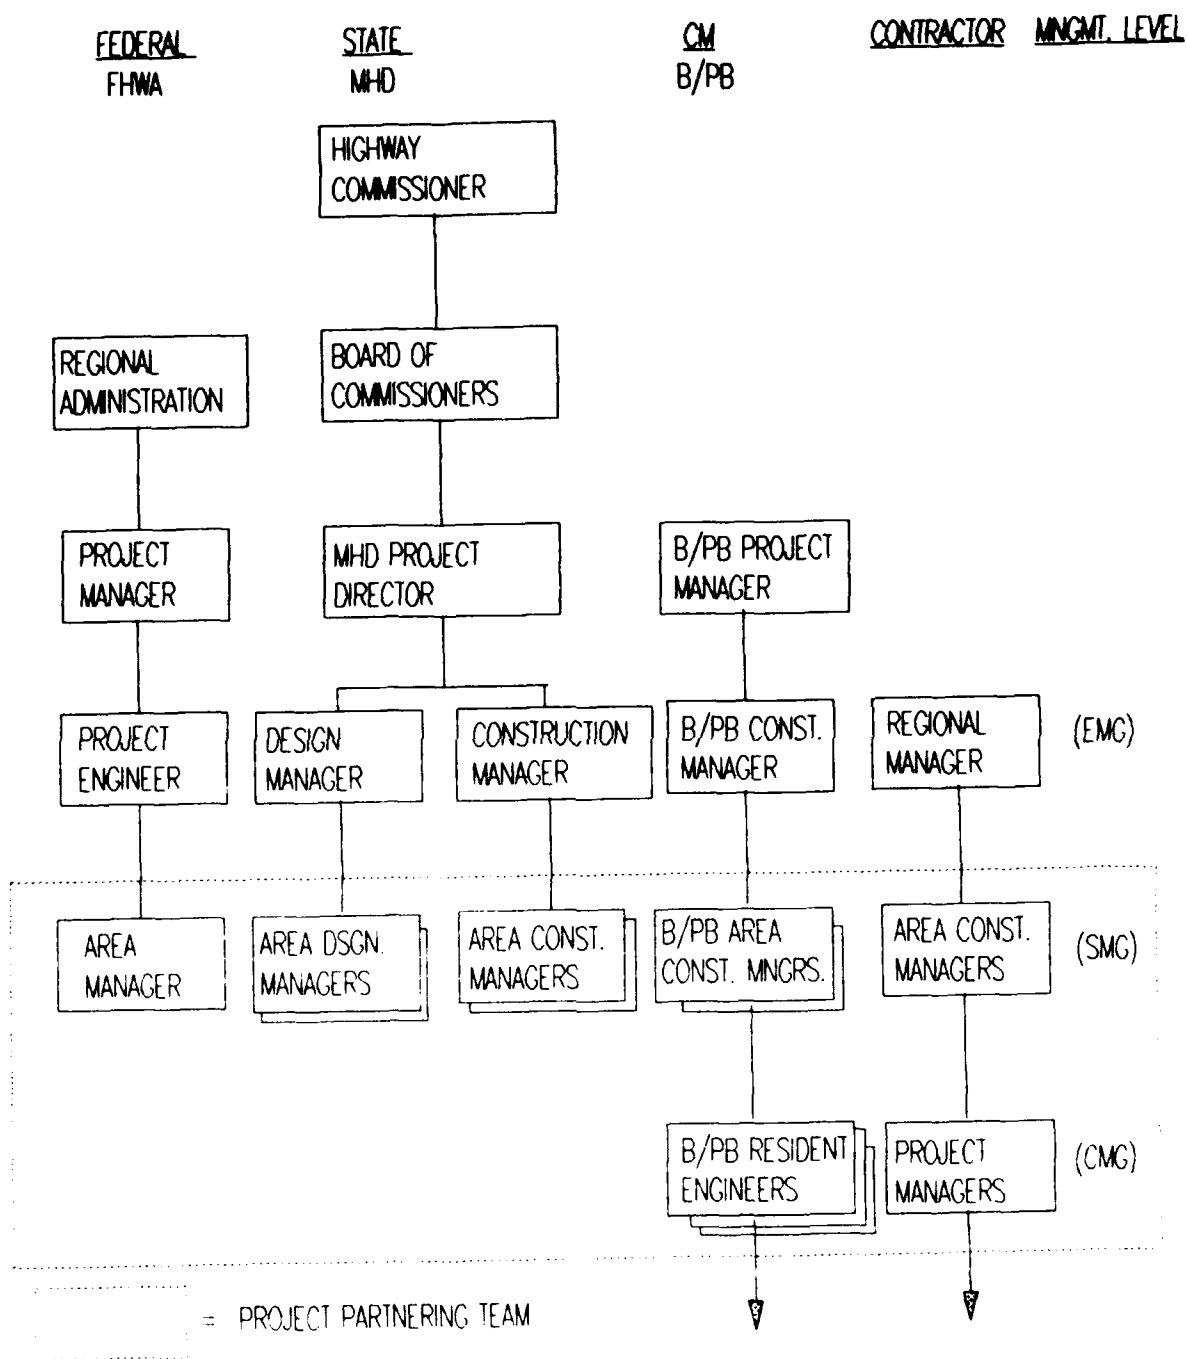 FEDERAL STATE CM CONTRACTOR MNGMT. LEVEL
FHWA MHD B/PB
HIGHWAY
COMMISSIONER
REGIONAL
ADMINISTRATION
BOARD OF
COMMISSIONERS
PROJECT
MANAGER
MHD PROJECT
DIRECTOR
B/PB PROJECT
MANAGER
PROJECT
ENGINEER
DESIGN
MANAGER
CONSTRUCTION
MANAGER
B/PB CONST.
MANAGER
REGIONAL
MANAGER
(EMG)
AREA
MANAGER
AREA DSGN.
MANAGERS
AREA CONST.
MANAGERS
B/PB AREA
CONST. MNGRS.
AREA CONST.
MANAGERS
(SMG)
B/PB RESIDENT
ENGINEERS
PROJECT
MANAGERS
(CMG)
= PROJECT PARTNERING TEAM